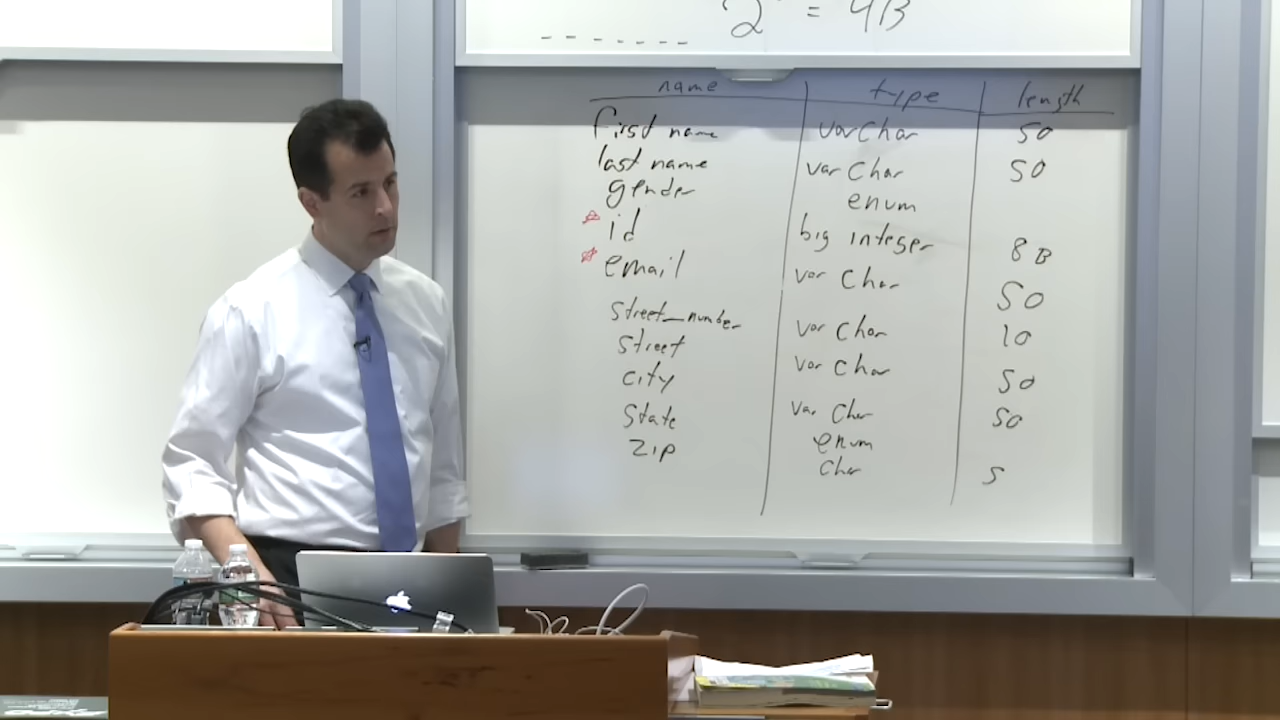 = 4B
name type length
first name varchar 50
last name var char 50
gender enum
id big integer 8 B
email var char 50
street_number var char 10
street var char 50
city var char 50
state enum
zip char 5